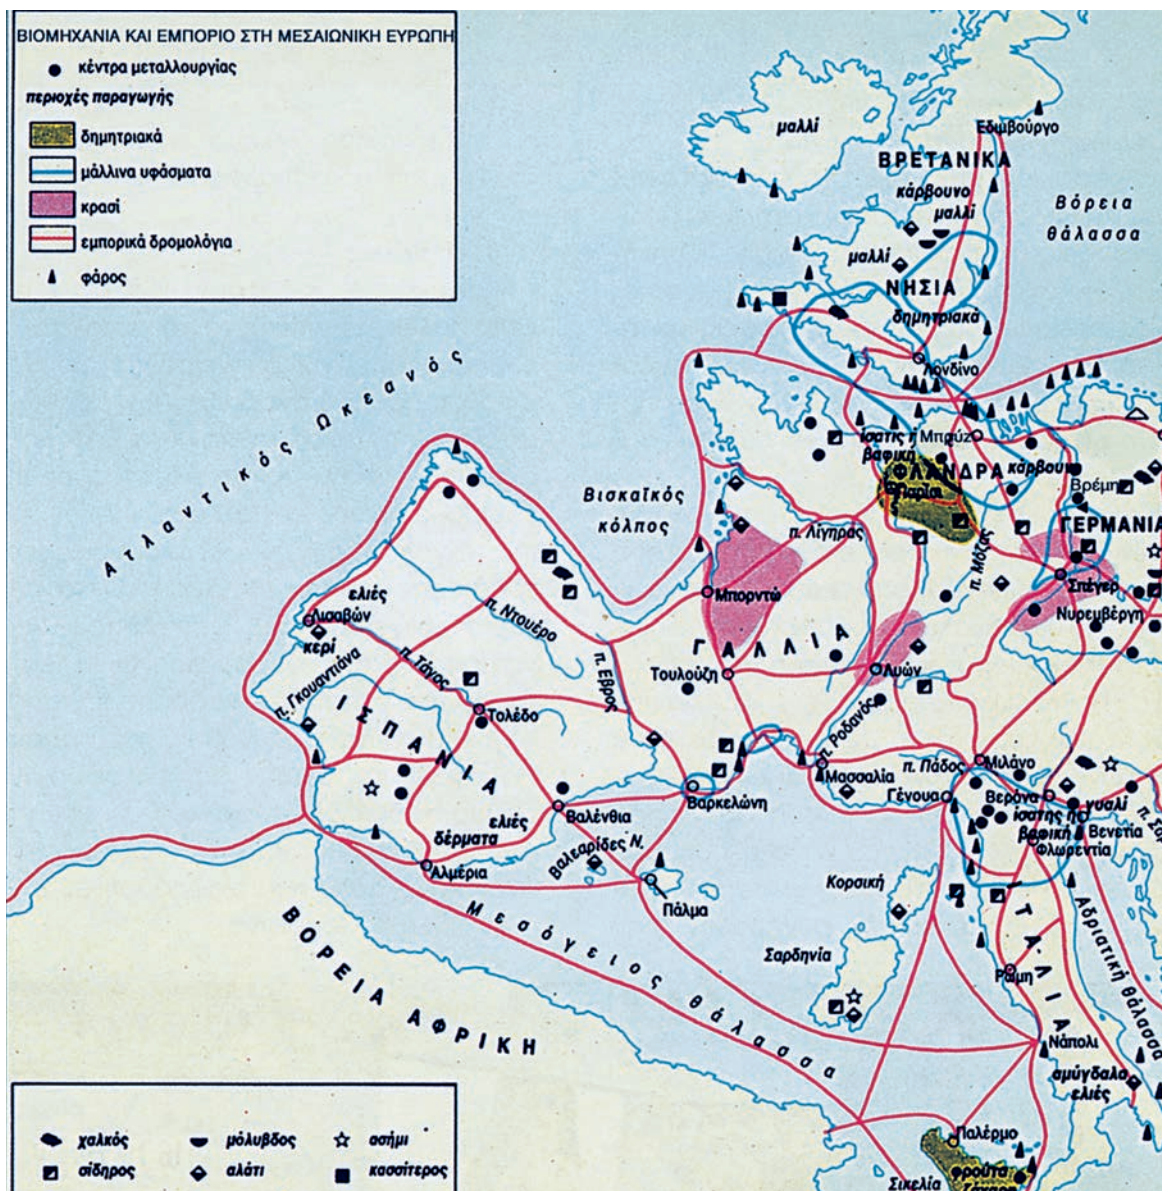 ΒΙΟΜΗΧΑΝΙΑ ΚΑΙ ΕΜΠΟΡΙΟ ΣΤΗ ΜΕΣΑΙΩΝΙΚΗ ΕΥΡΩΠΗ
κέντρα μεταλλουργίας
περιοχές παραγωγής
δημητριακά
μάλλινα υφάσματα
κρασί
εμπορικά δρομολόγια
φάρος
μαλλί
Εδιμβούργο
ΒΡΕΤΑΝΙΚΑ
κάρβουνο
μαλλί
μαλλί
Βόρεια
θάλασσα
ΝΗΣΙΑ
δημητριακά
Λονδίνο
Ατλαντικός Ωκεανός
ίσατις ή
βαφική
Μπρύζ
ΦΛΑΝΔΡΑ
κάρβουνο
Βρέμη
Παρίσι
Βισκαϊκός
κόλπος
π. Λίγηρας
π. Μόζας
ΓΕΡΜΑΝΙΑ
Σπέγερ
Μπορντώ
Νυρεμβέργη
ελιές
Λισαβών
κερί
π. Ντουέρο
π. Τάγος
π. Γκουαντιάνα
π. Έβρος
ΓΑΛΛΙΑ
Τουλούζη
Λυών
Τολέδο
ΙΣΠΑΝΙΑ
π. Ροδανός
Μασσαλία
π. Πάδος
Μιλάνο
Γένουα
Βερόνα
γυαλί
ίσατης ή
βαφική
Βενετία
Φλωρεντία
Βαρκελώνη
Βαλένθια
ελιές
δέρματα
Αλμέρια
Βαλεαρίδες Ν.
Πάλμα
Κορσική
Σαρδηνία
ΙΤΑΛΙΑ
Αδριατική θάλασσα
Ρώμη
Νάπολι
αμύγδαλα
ελιές
Μεσόγειος θάλασσα
ΒΟΡΕΙΑ ΑΦΡΙΚΗ
Παλέρμο
φρούτα
Σικελία
χαλκός
μόλυβδος
ασήμι
σίδηρος
αλάτι
κασσίτερος